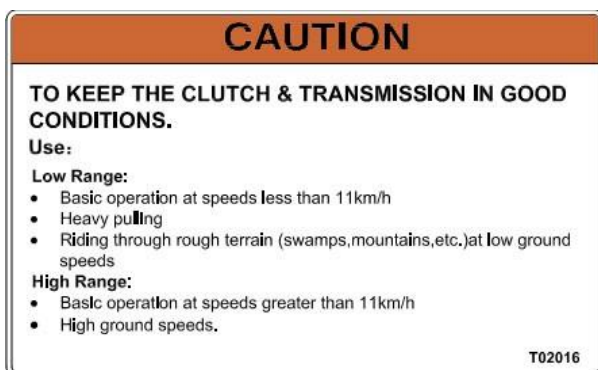 CAUTION
TO KEEP THE CLUTCH & TRANSMISSION IN GOOD
CONDITIONS.
Use:
Low Range:
• Basic operation at speeds less than 11km/h
• Heavy pullng
• Riding through rough terrain (swamps,mountains,etc.)at low ground
speeds
High Range:
• Basic operation at speeds greater than 11km/h
• High ground speeds.
T02016